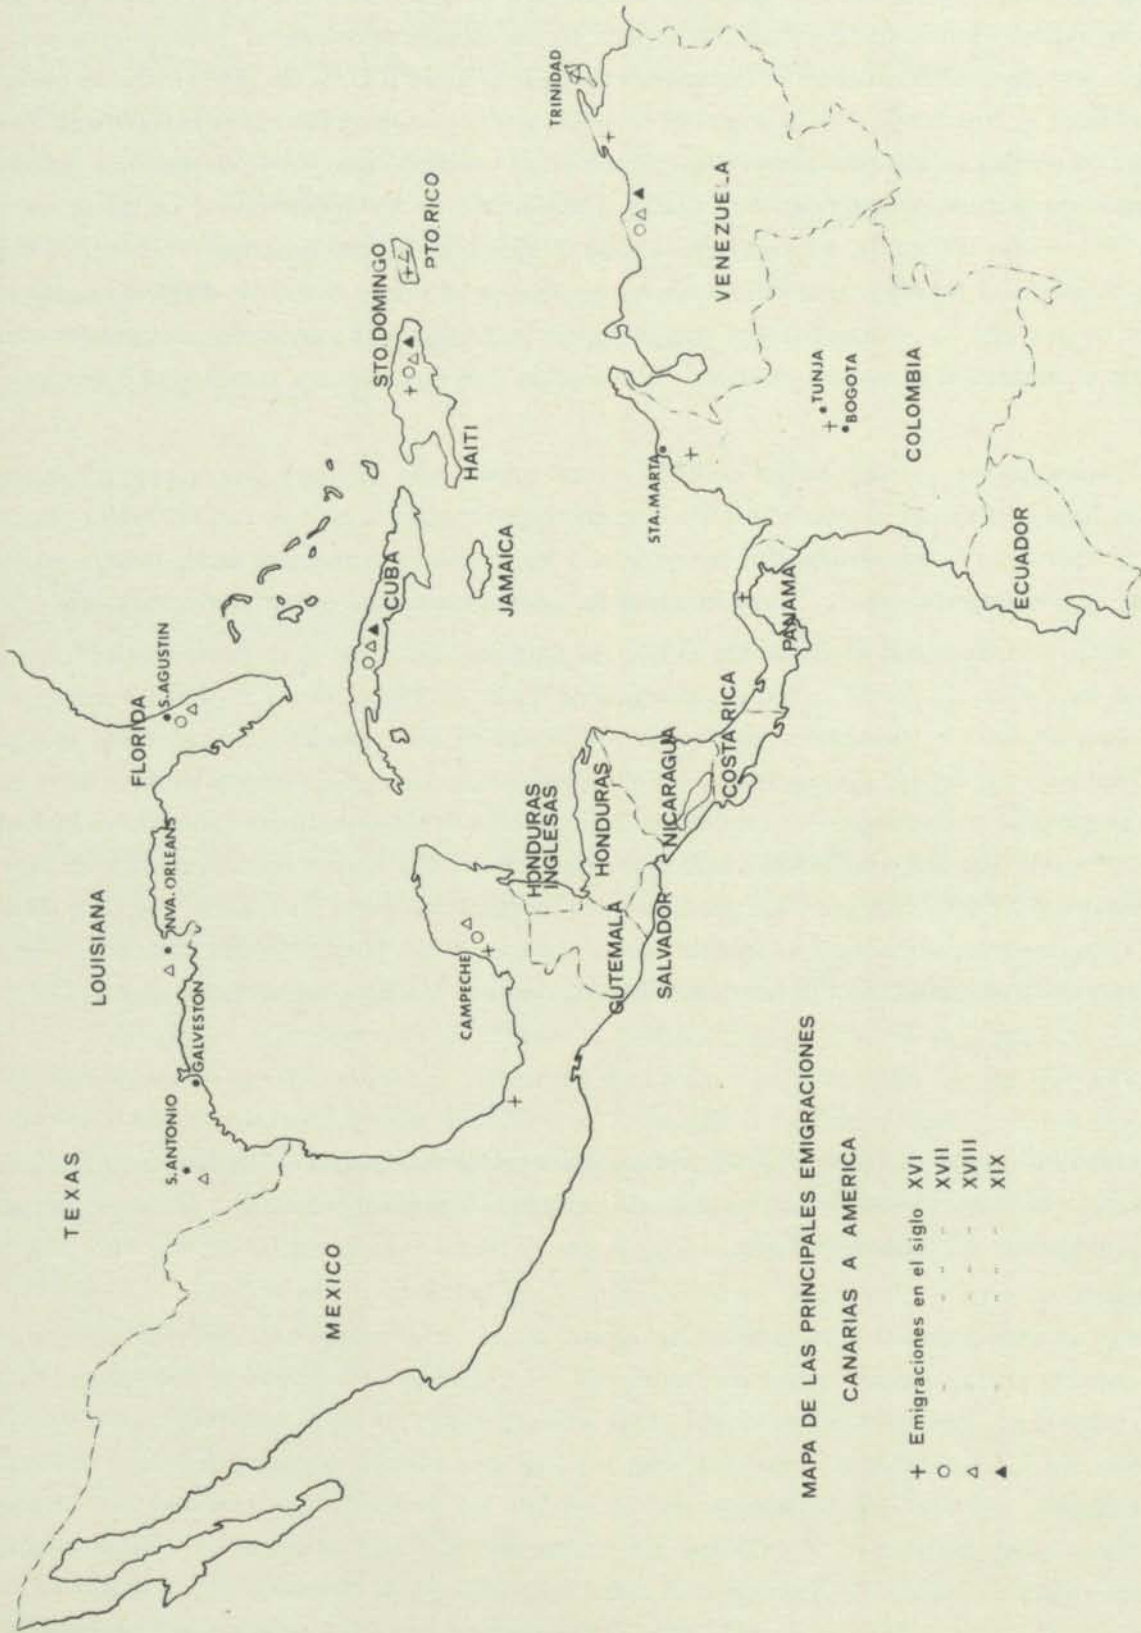 TEXAS
LOUISIANA
FLORIDA
S. ANTONIO
GALVESTON
NVA. ORLEANS
S. AGUSTIN
MEXICO
CAMPECHE
CUBA
JAMAICA
HAITI
STO DOMINGO
PTO. RICO
TRINIDAD
HONDURAS
INGLESAS
HONDURAS
GUTEMALA
SALVADOR
NICARAGUA
COSTA RICA
PANAMA
STA. MARTA
VENEZUELA
TUNJA
BOGOTA
COLOMBIA
ECUADOR
MAPA DE LAS PRINCIPALES EMIGRACIONES
CANARIAS A AMERICA
+ Emigraciones en el siglo XVI
○ - - - - XVII
△ - - - - XVIII
▲ - - - - XIX